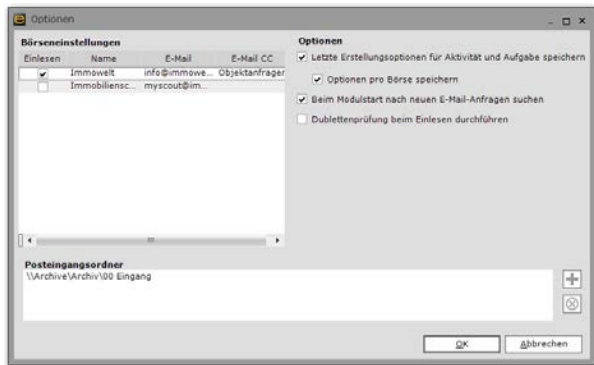 Optionen
Börseneinstellungen
Einlesen Name E-Mail E-Mail CC
Immowelt info@immowe... Objektanfragen
Immobiliensc... myscout@im...
Optionen
Letzte Erstellungsoptionen für Aktivität und Aufgabe speichern
Optionen pro Börse speichern
Beim Modulstart nach neuen E-Mail-Anfragen suchen
Dublettenprüfung beim Einlesen durchführen
Posteingangsordner
\\Archive\Archiv\00 Eingang
OK Abbrechen